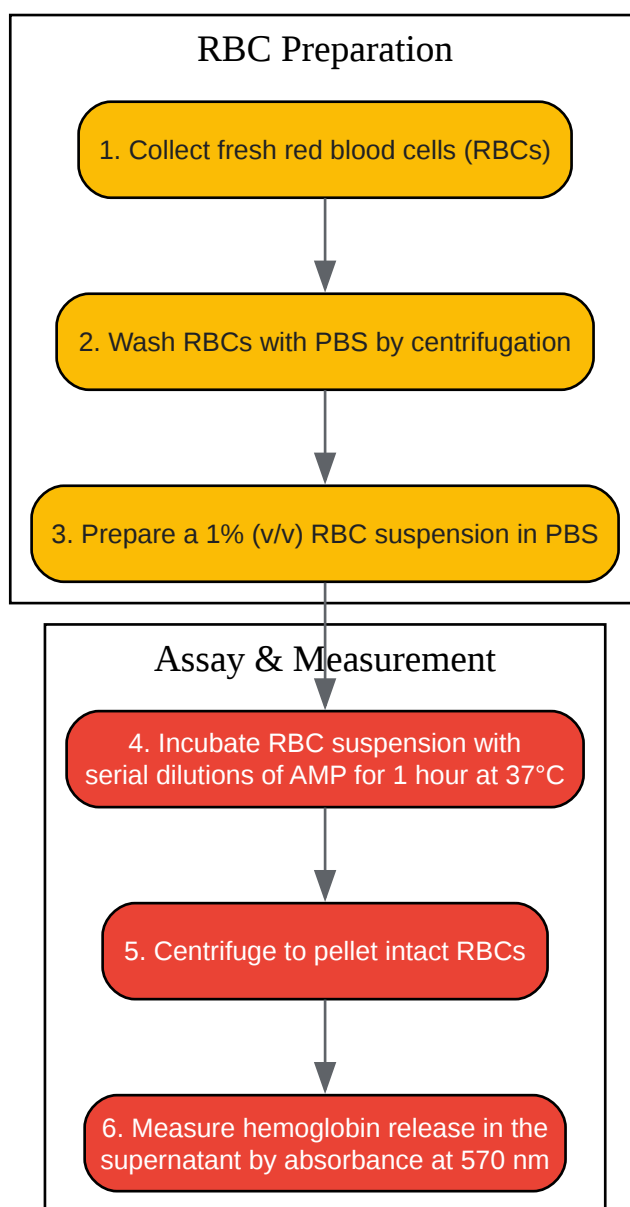 RBC Preparation
1. Collect fresh red blood cells (RBCs)
2. Wash RBCs with PBS by centrifugation
3. Prepare a 1% (v/v) RBC suspension in PBS
Assay & Measurement
4. Incubate RBC suspension with
serial dilutions of AMP for 1 hour at 37°C
5. Centrifuge to pellet intact RBCs
6. Measure hemoglobin release in the
supernatant by absorbance at 570 nm